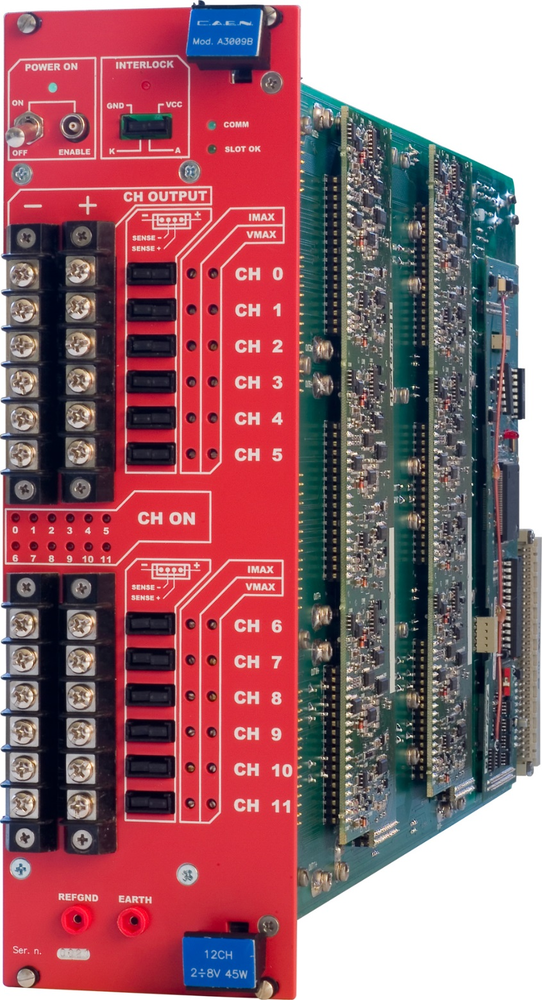 C.A.E.N.
Mod. A3009B
POWER ON
INTERLOCK
ON
GND
VCC
COMM
OFF
ENABLE
K
A
SLOT OK
CH OUTPUT
− +
− +
IMAX
SENSE -
VMAX
SENSE +
CH 0
CH 1
CH 2
CH 3
CH 4
CH 5
CH ON
0 1 2 3 4 5
6 7 8 9 10 11
− +
IMAX
SENSE -
VMAX
SENSE +
CH 6
CH 7
CH 8
CH 9
CH 10
CH 11
REFGND
EARTH
Ser. n.
12CH
2÷8V 45W